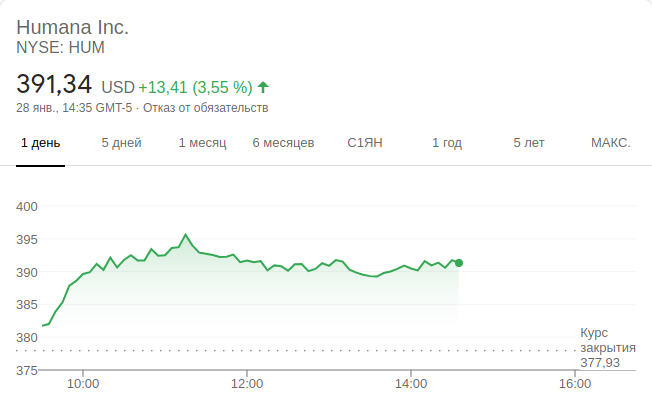 Humana Inc.
NYSE: HUM
391,34 USD +13,41 (3,55 %)
28 янв., 14:35 GMT-5 · Отказ от обязательств
1 день 5 дней 1 месяц 6 месяцев С1ЯН 1 год 5 лет МАКС.
400
395
390
385
380
375
Курс
закрытия
377,93
10:00 12:00 14:00 16:00